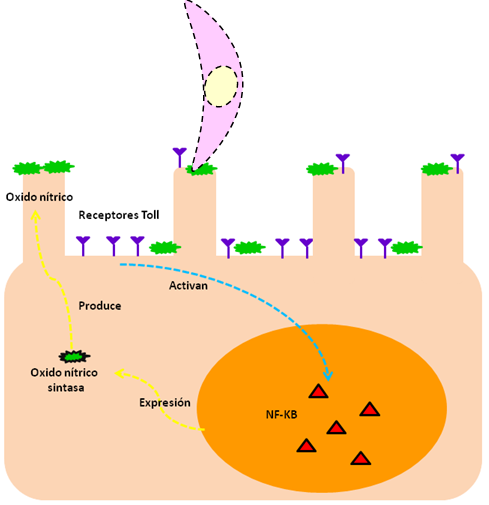 Oxido nítrico
Receptores Toll
Activan
Produce
Oxido nítrico
sintasa
Expresión
NF-KB